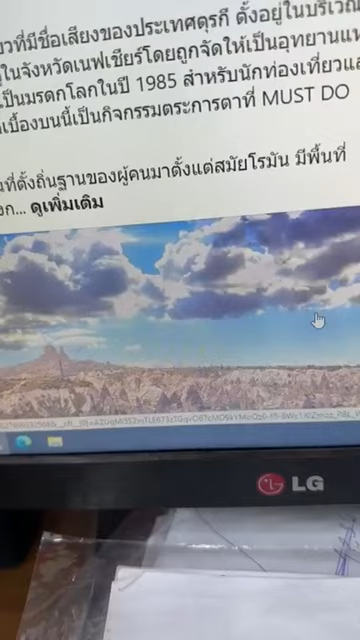 วที่มีชื่อเสียงของประเทศตุรกี ตั้งอยู่ในบริเวณ
ในจังหวัดเนฟเชียร์โดยถูกจัดให้เป็นอุทยานแห
เป็นมรดกโลกในปี 1985 สำหรับนักท่องเที่ยวแล
เบื้องบนนี้เป็นกิจกรรมตระการตาที่ MUST DO
นที่ตั้งถิ่นฐานของผู้คนมาตั้งแต่สมัยโรมัน มีพื้นที่
งก... ดูเพิ่มเติม
LG